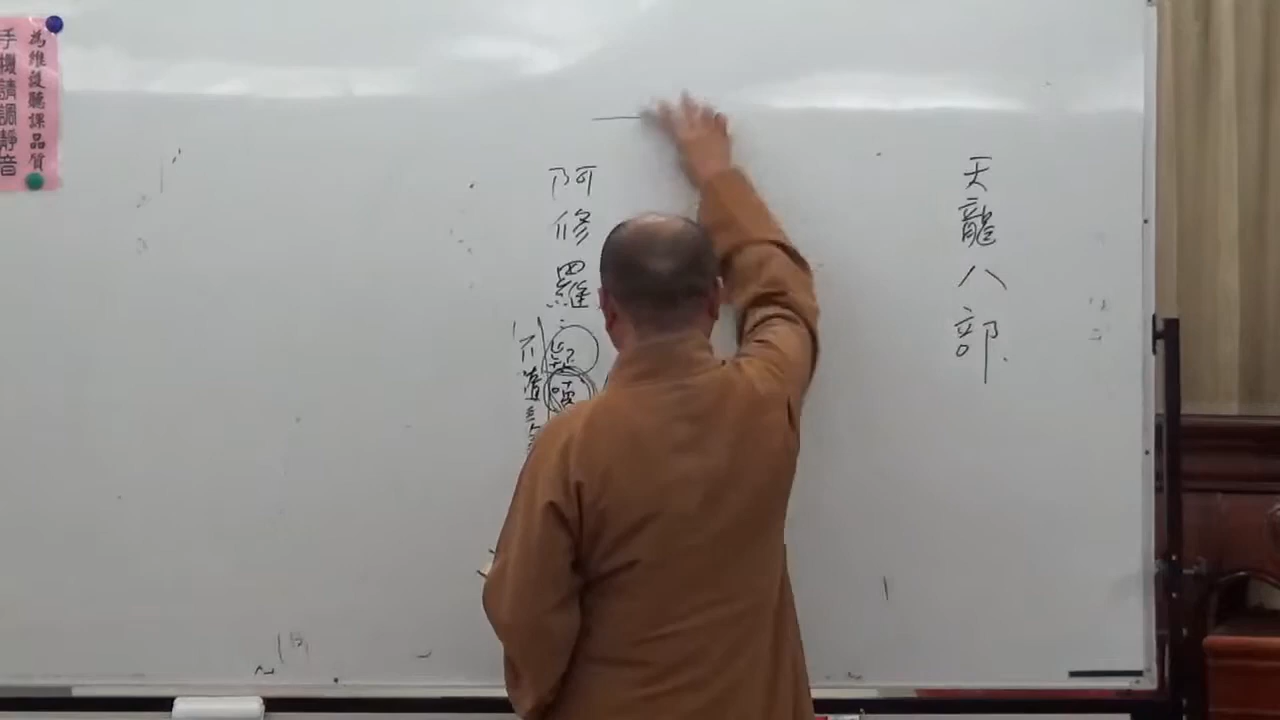 天龍八部
阿修羅
為維護聽課品質
手機請調靜音